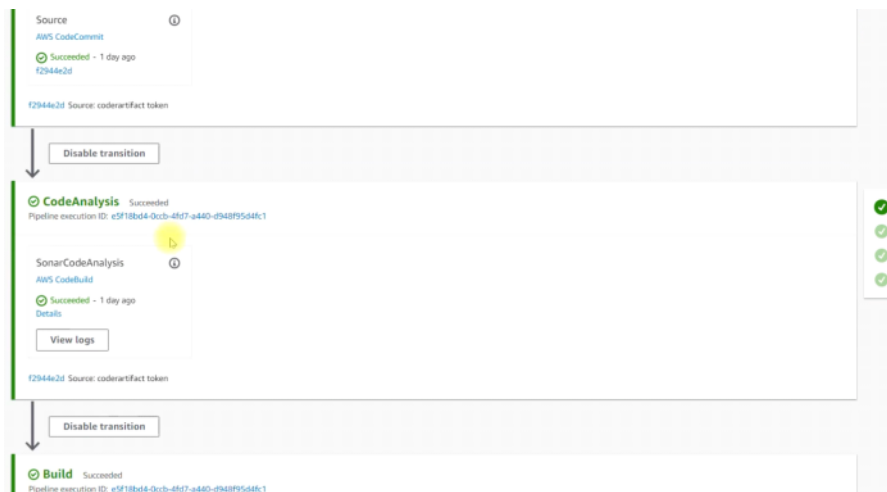 Source
AWS CodeCommit
Succeeded - 1 day ago
f2944e2d
f2944e2d Source: coderartifact token
Disable transition
CodeAnalysis Succeeded
Pipeline execution ID: e5f18bd4-0ccb-4fd7-a440-d948f95d4fc1
SonarCodeAnalysis
AWS CodeBuild
Succeeded - 1 day ago
Details
View logs
f2944e2d Source: coderartifact token
Disable transition
Build Succeeded
Pipeline execution ID: e5f18bd4-0ccb-4fd7-a440-d948f95d4fc1